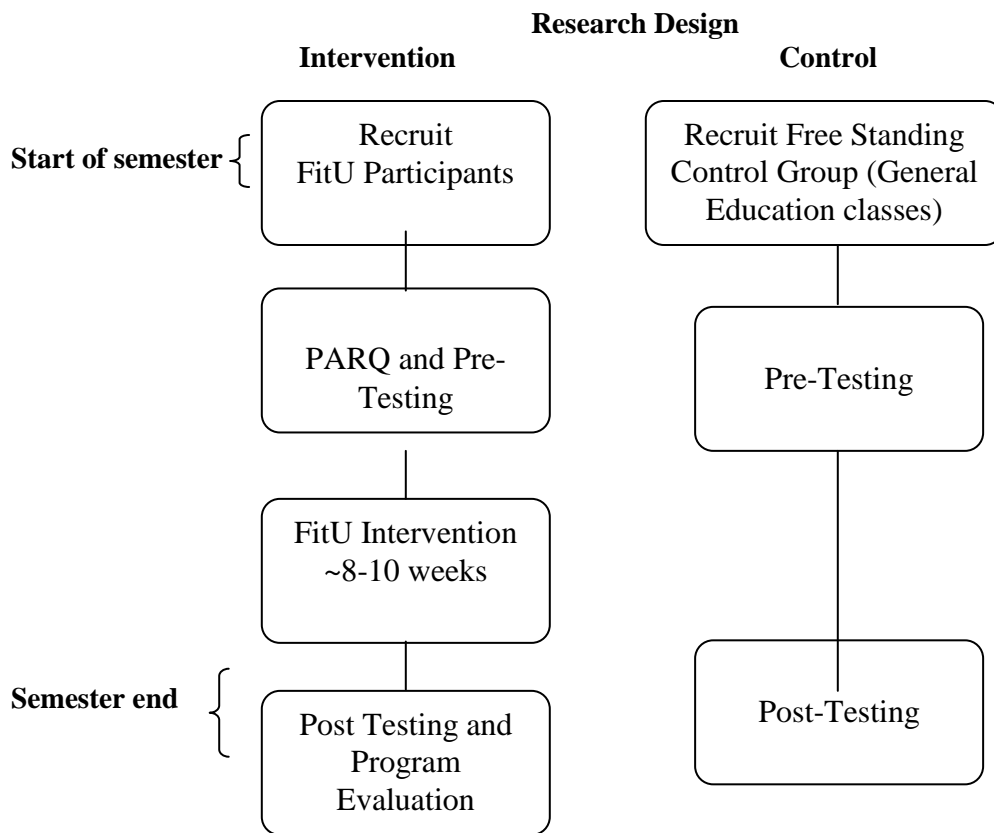 Research Design
Intervention
Control
Start of semester
Recruit
FitU Participants
Recruit Free Standing
Control Group (General
Education classes)
PARQ and Pre-
Testing
Pre-Testing
FitU Intervention
~8-10 weeks
Semester end
Post Testing and
Program
Evaluation
Post-Testing